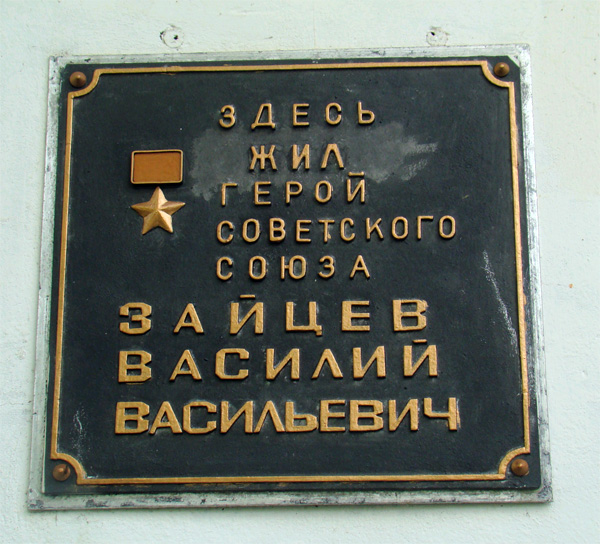 ЗДЕСЬ
ЖИЛ
ГЕРОЙ
СОВЕТСКОГО
СОЮЗА
ЗАЙЦЕВ
ВАСИЛИЙ
ВАСИЛЬЕВИЧ